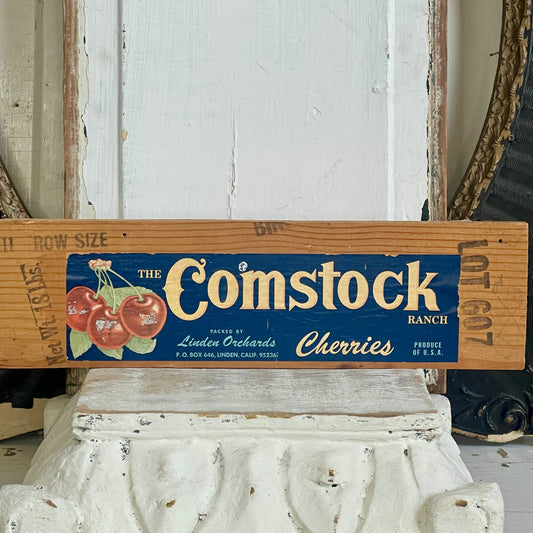 11 ROW SIZE
Net Wt. 18 Lbs.
THE Comstock
RANCH
PACKED BY
Linden Orchards
P.O. BOX 646, LINDEN, CALIF. 95236
Cherries
PRODUCE
OF U.S.A.
LOT 607